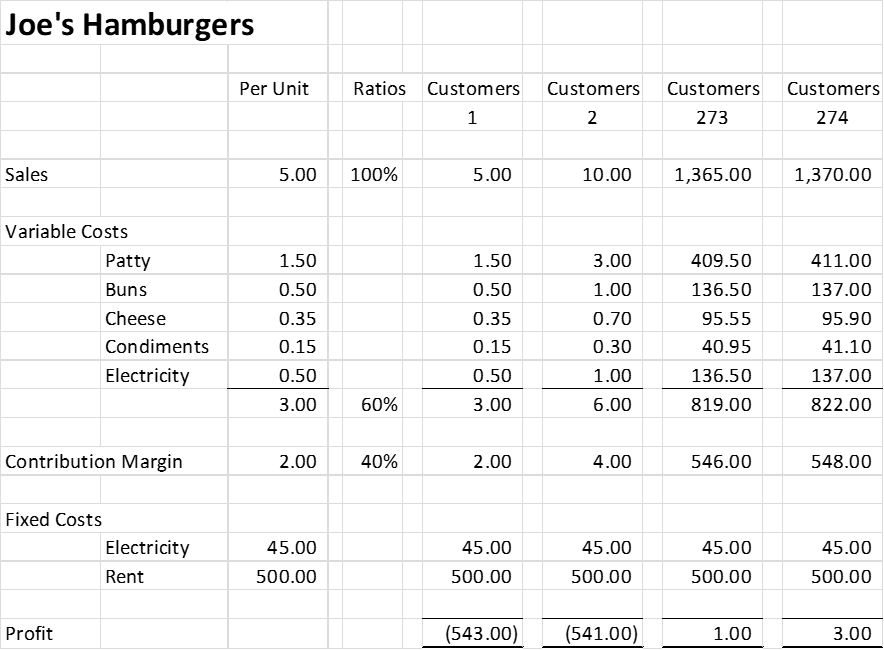 Joe's Hamburgers
Per Unit Ratios Customers Customers Customers Customers
1 2 273 274
Sales 5.00 100% 5.00 10.00 1,365.00 1,370.00
Variable Costs
Patty 1.50 1.50 3.00 409.50 411.00
Buns 0.50 0.50 1.00 136.50 137.00
Cheese 0.35 0.35 0.70 95.55 95.90
Condiments 0.15 0.15 0.30 40.95 41.10
Electricity 0.50 0.50 1.00 136.50 137.00
3.00 60% 3.00 6.00 819.00 822.00
Contribution Margin 2.00 40% 2.00 4.00 546.00 548.00
Fixed Costs
Electricity 45.00 45.00 45.00 45.00 45.00
Rent 500.00 500.00 500.00 500.00 500.00
Profit (543.00) (541.00) 1.00 3.00